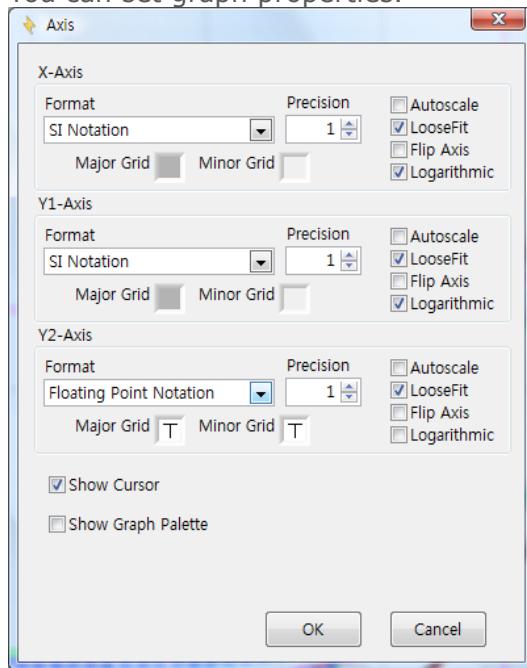 You can set graph properties.
Axis
X-Axis
Format Precision
SI Notation 1
Autoscale
LooseFit
Flip Axis
Logarithmic
Major Grid Minor Grid
Y1-Axis
Format Precision
SI Notation 1
Autoscale
LooseFit
Flip Axis
Logarithmic
Major Grid Minor Grid
Y2-Axis
Format Precision
Floating Point Notation 1
Autoscale
LooseFit
Flip Axis
Logarithmic
Major Grid T Minor Grid T
Show Cursor
Show Graph Palette
OK Cancel